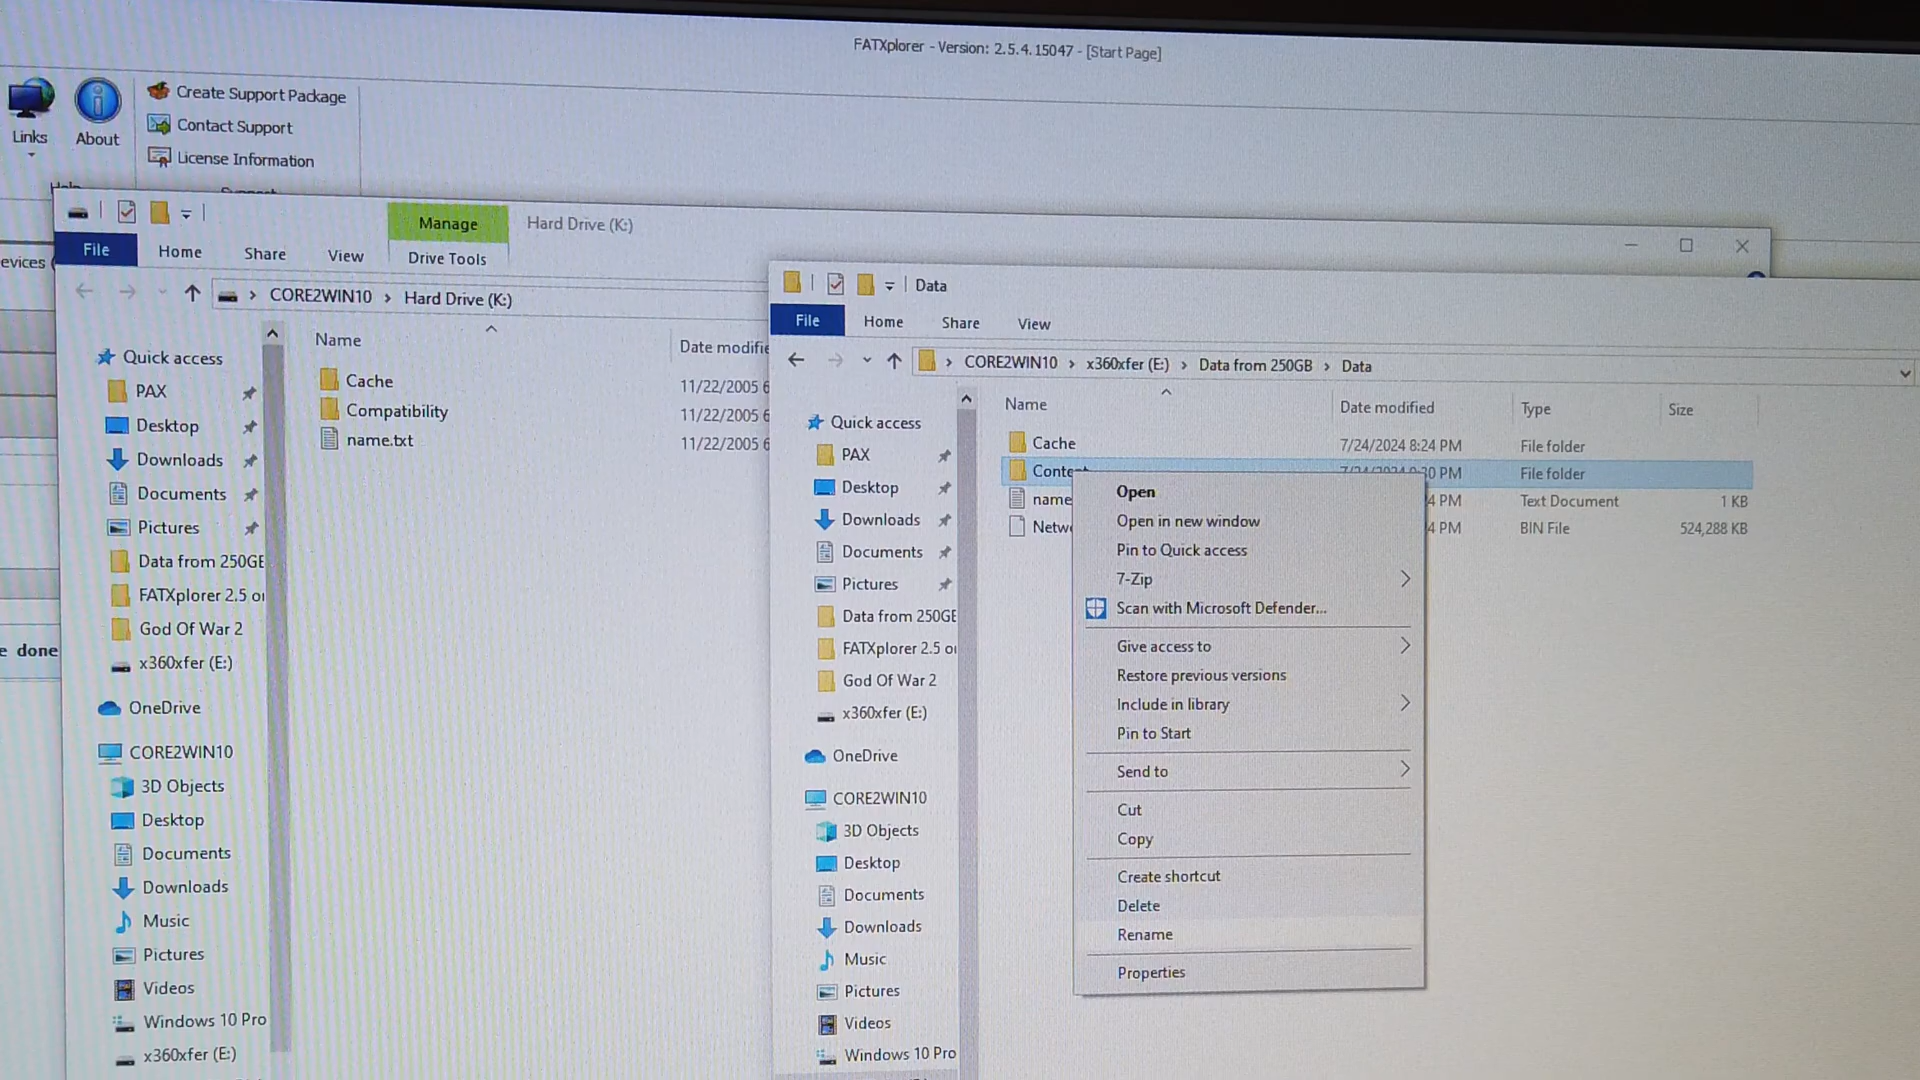 FATXplorer - Version: 2.5.4.15047 - [Start Page]
Links
About
Create Support Package
Contact Support
License Information
Help
Support
Manage
Hard Drive (K:)
File
Home
Share
View
Drive Tools
evices (
CORE2WIN10 > Hard Drive (K:)
Name
Date modifie
Quick access
PAX
Desktop
Downloads
Documents
Pictures
Data from 250GE
FATXplorer 2.5 or
God Of War 2
x360xfer (E:)
OneDrive
CORE2WIN10
3D Objects
Desktop
Documents
Downloads
Music
Pictures
Videos
Windows 10 Pro
x360xfer (E:)
Cache
11/22/2005 6
Compatibility
11/22/2005 6
name.txt
11/22/2005 6
e done
Data
File
Home
Share
View
CORE2WIN10 > x360xfer (E:) > Data from 250GB > Data
Name
Date modified
Type
Size
Quick access
PAX
Desktop
Downloads
Documents
Pictures
Data from 250GE
FATXplorer 2.5 or
God Of War 2
x360xfer (E:)
OneDrive
CORE2WIN10
3D Objects
Desktop
Documents
Downloads
Music
Pictures
Videos
Windows 10 Pro
Cache
7/24/2024 8:24 PM
File folder
Conte
30 PM
File folder
name
4 PM
Text Document
1 KB
Netw
4 PM
BIN File
524,288 KB
Open
Open in new window
Pin to Quick access
7-Zip
Scan with Microsoft Defender...
Give access to
Restore previous versions
Include in library
Pin to Start
Send to
Cut
Copy
Create shortcut
Delete
Rename
Properties